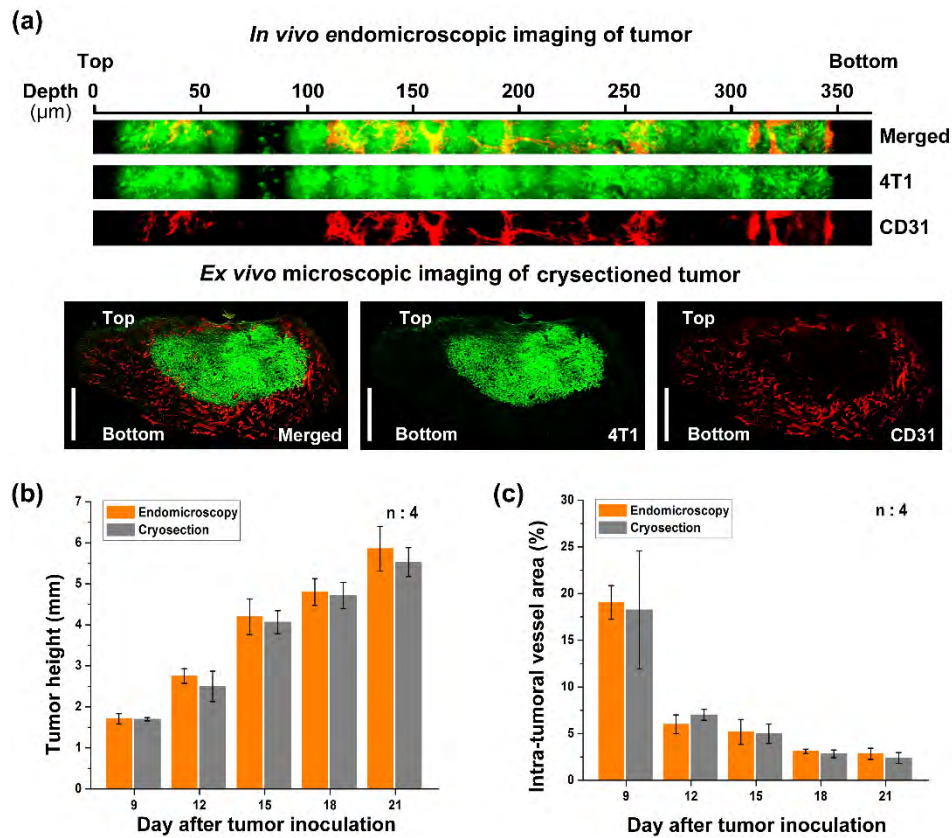 (a)
In vivo endomicroscopic imaging of tumor
Top Bottom
Depth 0 50 100 150 200 250 300 350
(µm)
Merged
4T1
CD31
Ex vivo microscopic imaging of crysectioned tumor
Top Top Top
Bottom Merged Bottom 4T1 Bottom CD31
(b)
Endomicroscopy
Cryosection
n : 4
Tumor height (mm)
7
6
5
4
3
2
1
0
9 12 15 18 21
Day after tumor inoculation
(c)
Endomicroscopy
Cryosection
n : 4
Intra-tumoral vessel area (%)
30
25
20
15
10
5
0
9 12 15 18 21
Day after tumor inoculation